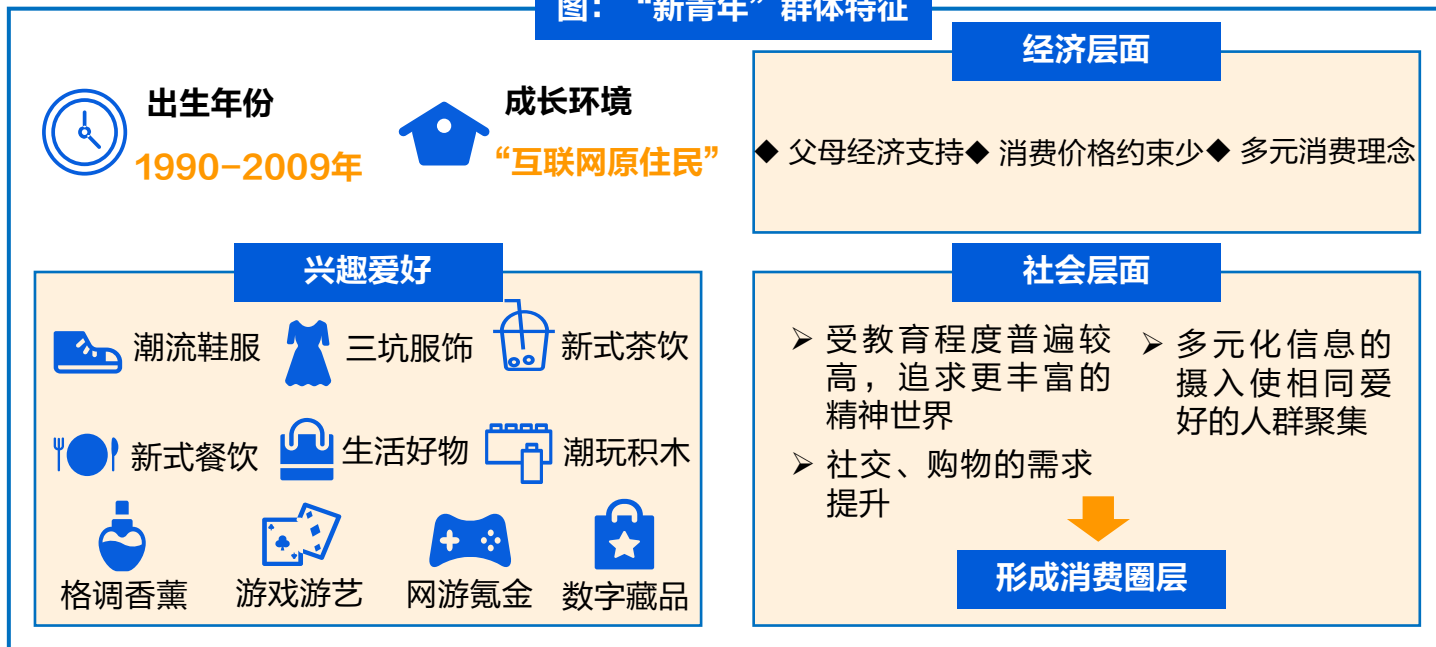 图：“新青年”群体特征
出生年份
1990-2009年
成长环境
“互联网原住民”
经济层面
◆ 父母经济支持◆ 消费价格约束少◆ 多元消费理念
兴趣爱好
潮流鞋服
三坑服饰
新式茶饮
新式餐饮
生活好物
潮玩积木
格调香薰
游戏游艺
网游氪金
数字藏品
社会层面
➢ 受教育程度普遍较
高，追求更丰富的
精神世界
➢ 社交、购物的需求
提升
➢ 多元化信息的
摄入使相同爱
好的人群聚集
形成消费圈层